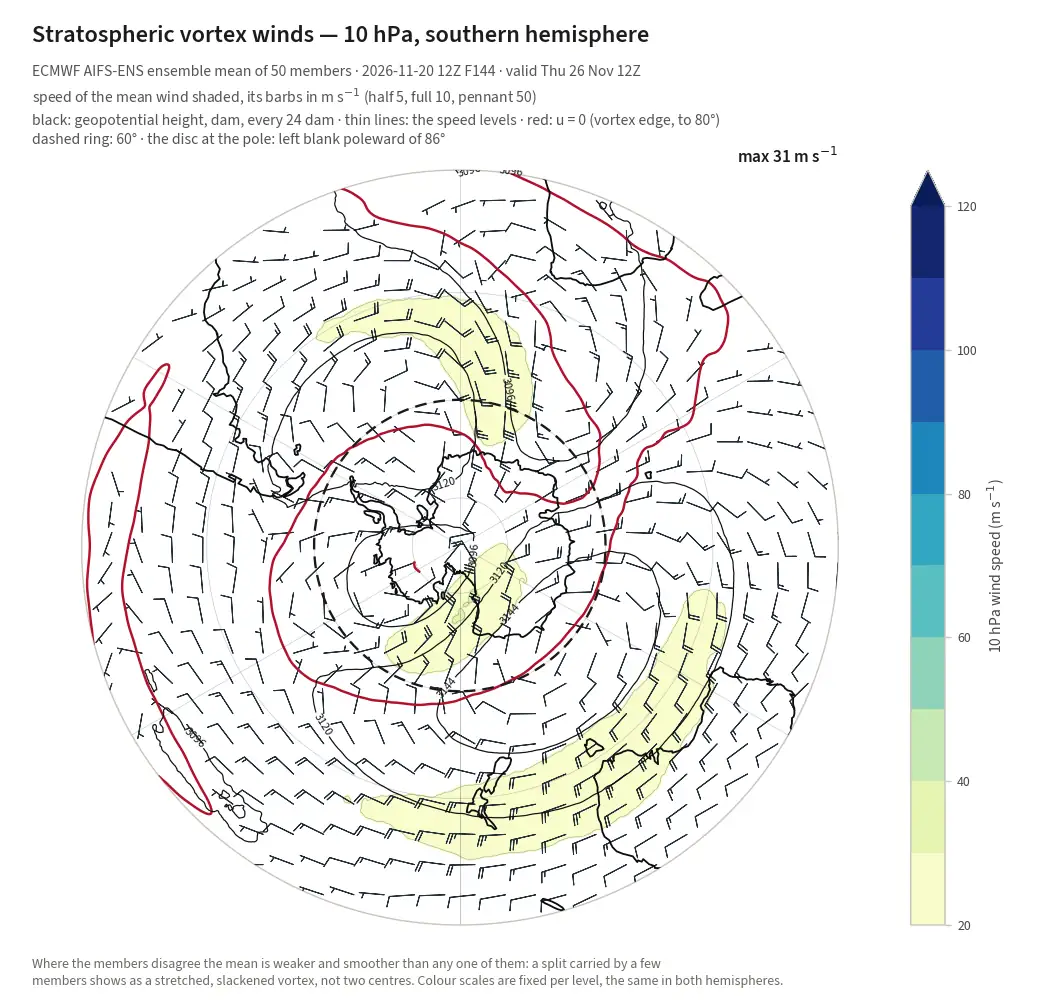 Stratospheric vortex winds — 10 hPa, southern hemisphere
ECMWF AIFS-ENS ensemble mean of 50 members · 2026-11-20 12Z F144 · valid Thu 26 Nov 12Z
speed of the mean wind shaded, its barbs in m s⁻¹ (half 5, full 10, pennant 50)
black: geopotential height, dam, every 24 dam · thin lines: the speed levels · red: u = 0 (vortex edge, to 80°)
dashed ring: 60° · the disc at the pole: left blank poleward of 86°
max 31 m s⁻¹
3096
3096
3096
3120
3096
3120
3144
3144
3120
3096
120
100
80
60
40
20
10 hPa wind speed (m s⁻¹)
Where the members disagree the mean is weaker and smoother than any one of them: a split carried by a few
members shows as a stretched, slackened vortex, not two centres. Colour scales are fixed per level, the same in both hemispheres.